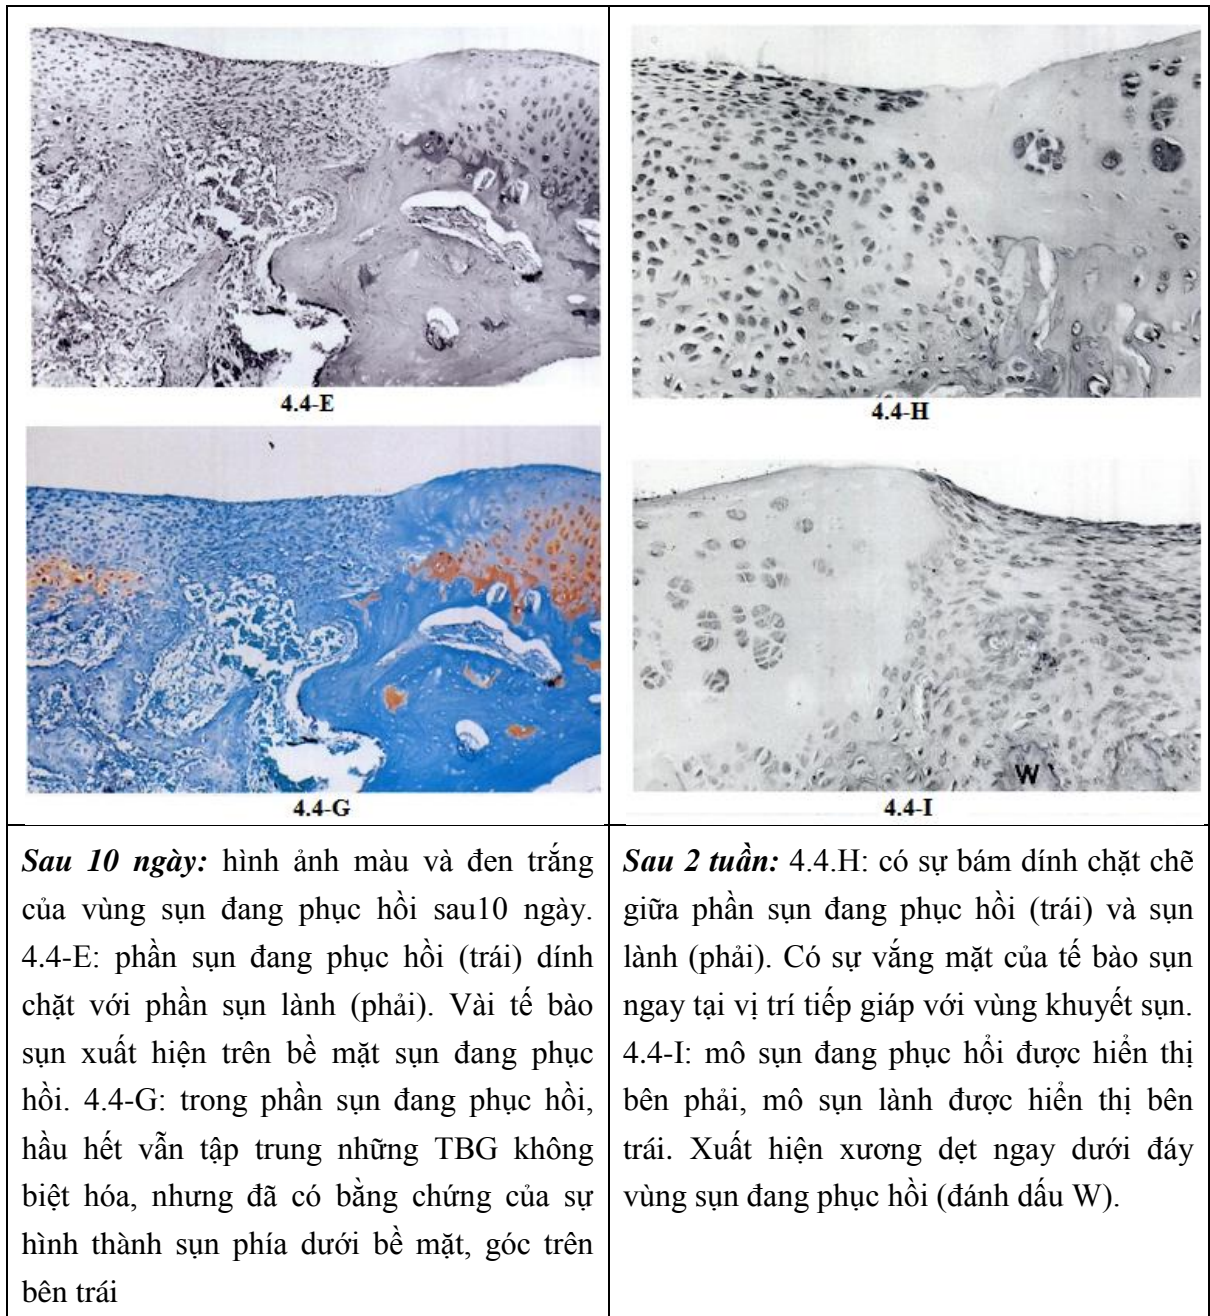 4.4-E
4.4-G
4.4-H
W
4.4-I
Sau 10 ngày: hình ảnh màu và đen trắng
của vùng sụn đang phục hồi sau10 ngày.
4.4-E: phần sụn đang phục hồi (trái) dính
chặt với phần sụn lành (phải). Vài tế bào
sụn xuất hiện trên bề mặt sụn đang phục
hồi. 4.4-G: trong phần sụn đang phục hồi,
hầu hết vẫn tập trung những TBG không
biệt hóa, nhưng đã có bằng chứng của sự
hình thành sụn phía dưới bề mặt, góc trên
bên trái
Sau 2 tuần: 4.4.H: có sự bám dính chặt chẽ
giữa phần sụn đang phục hồi (trái) và sụn
lành (phải). Có sự vắng mặt của tế bào sụn
ngay tại vị trí tiếp giáp với vùng khuyết sụn.
4.4-I: mô sụn đang phục hổi được hiển thị
bên phải, mô sụn lành được hiển thị bên
trái. Xuất hiện xương dẹt ngay dưới đáy
vùng sụn đang phục hồi (đánh dấu W).